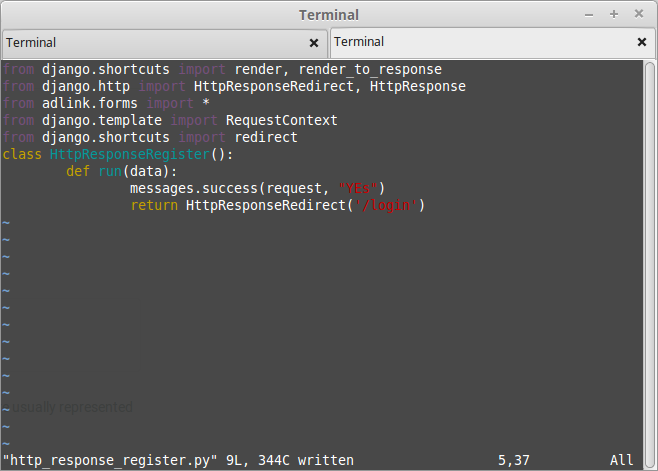 Terminal
Terminal
Terminal
from django.shortcuts import render, render_to_response
from django.http import HttpResponseRedirect, HttpResponse
from adlink.forms import *
from django.template import RequestContext
from django.shortcuts import redirect
class HttpResponseRegister():
        def run(data):
                messages.success(request, "YEs")
                return HttpResponseRedirect('/login')
~
~
~
~
~
~
~
~
~
~
~
~ usually represented
~
~
"http_response_register.py" 9L, 344C written 5,37 All